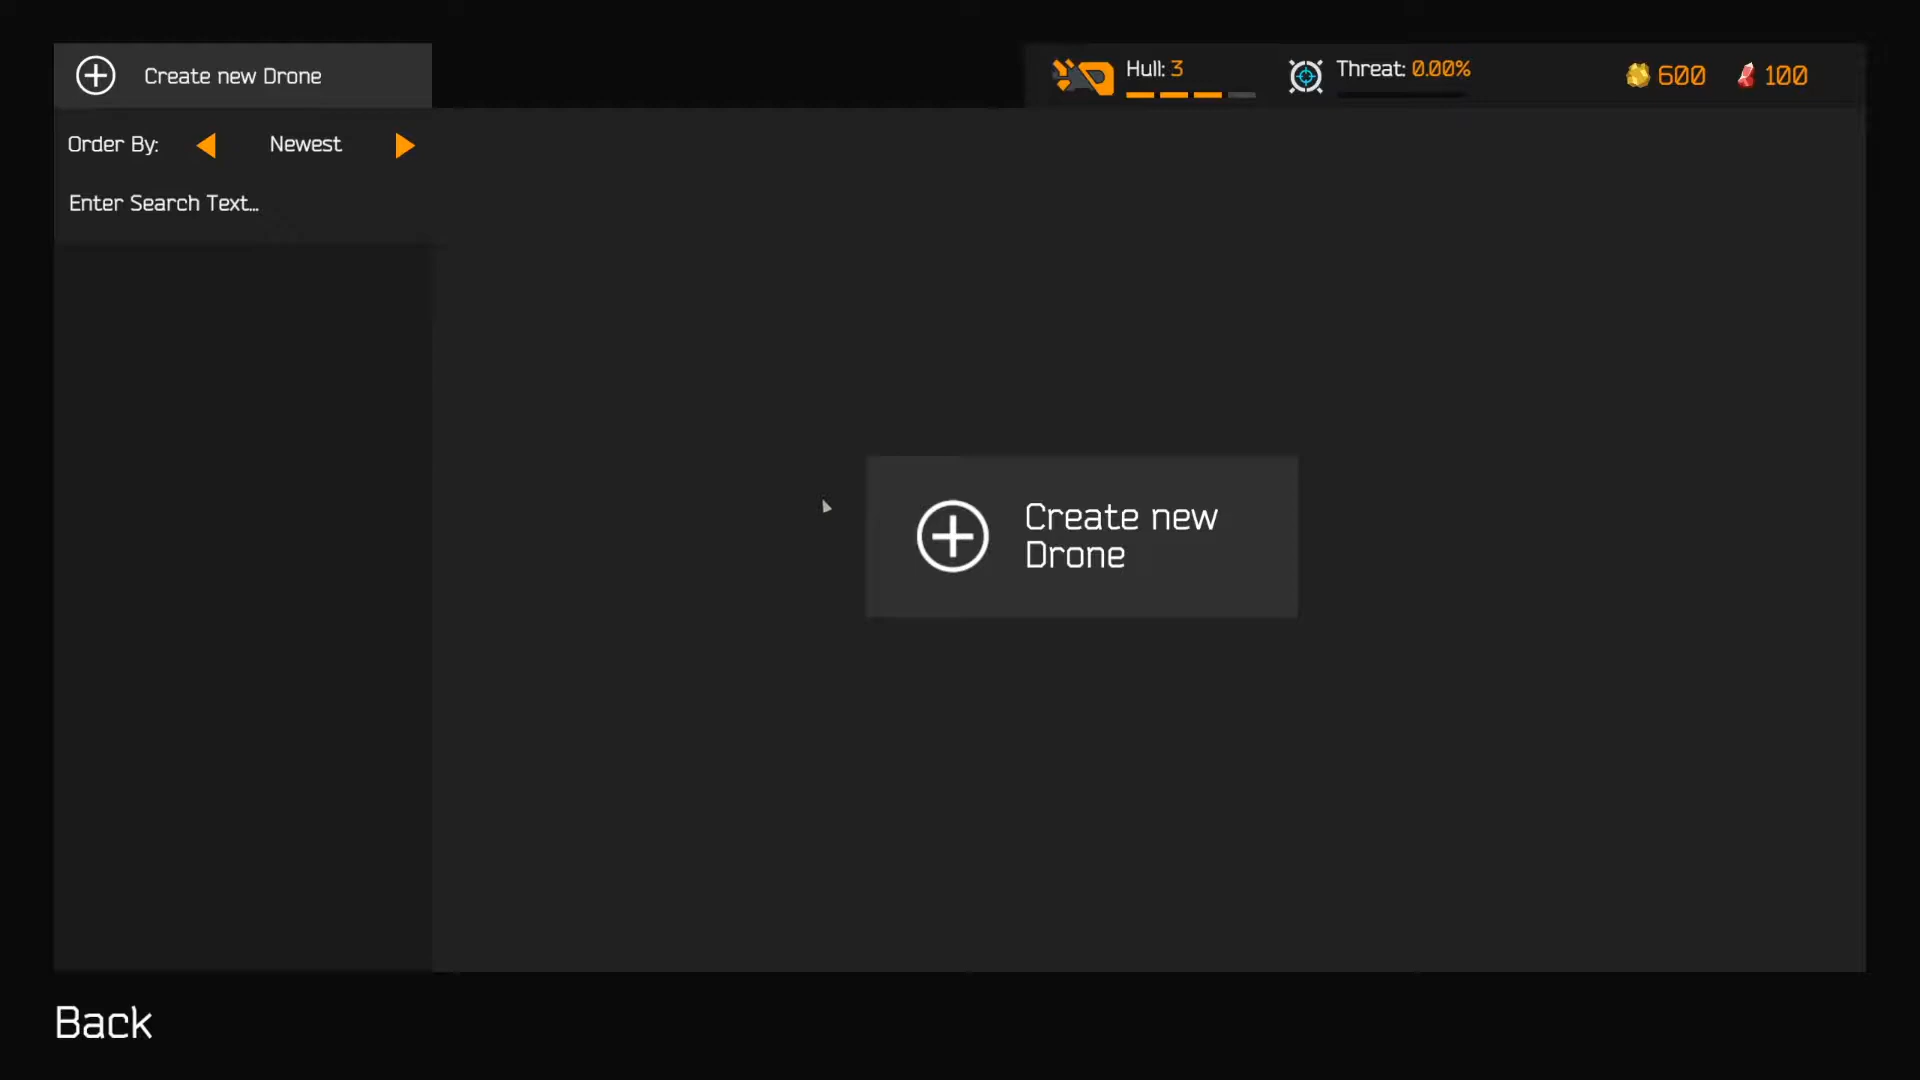 Create new Drone
Hull: 3
Threat: 0.00%
600
100
Order By:
Newest
Enter Search Text...
Create new
Drone
Back